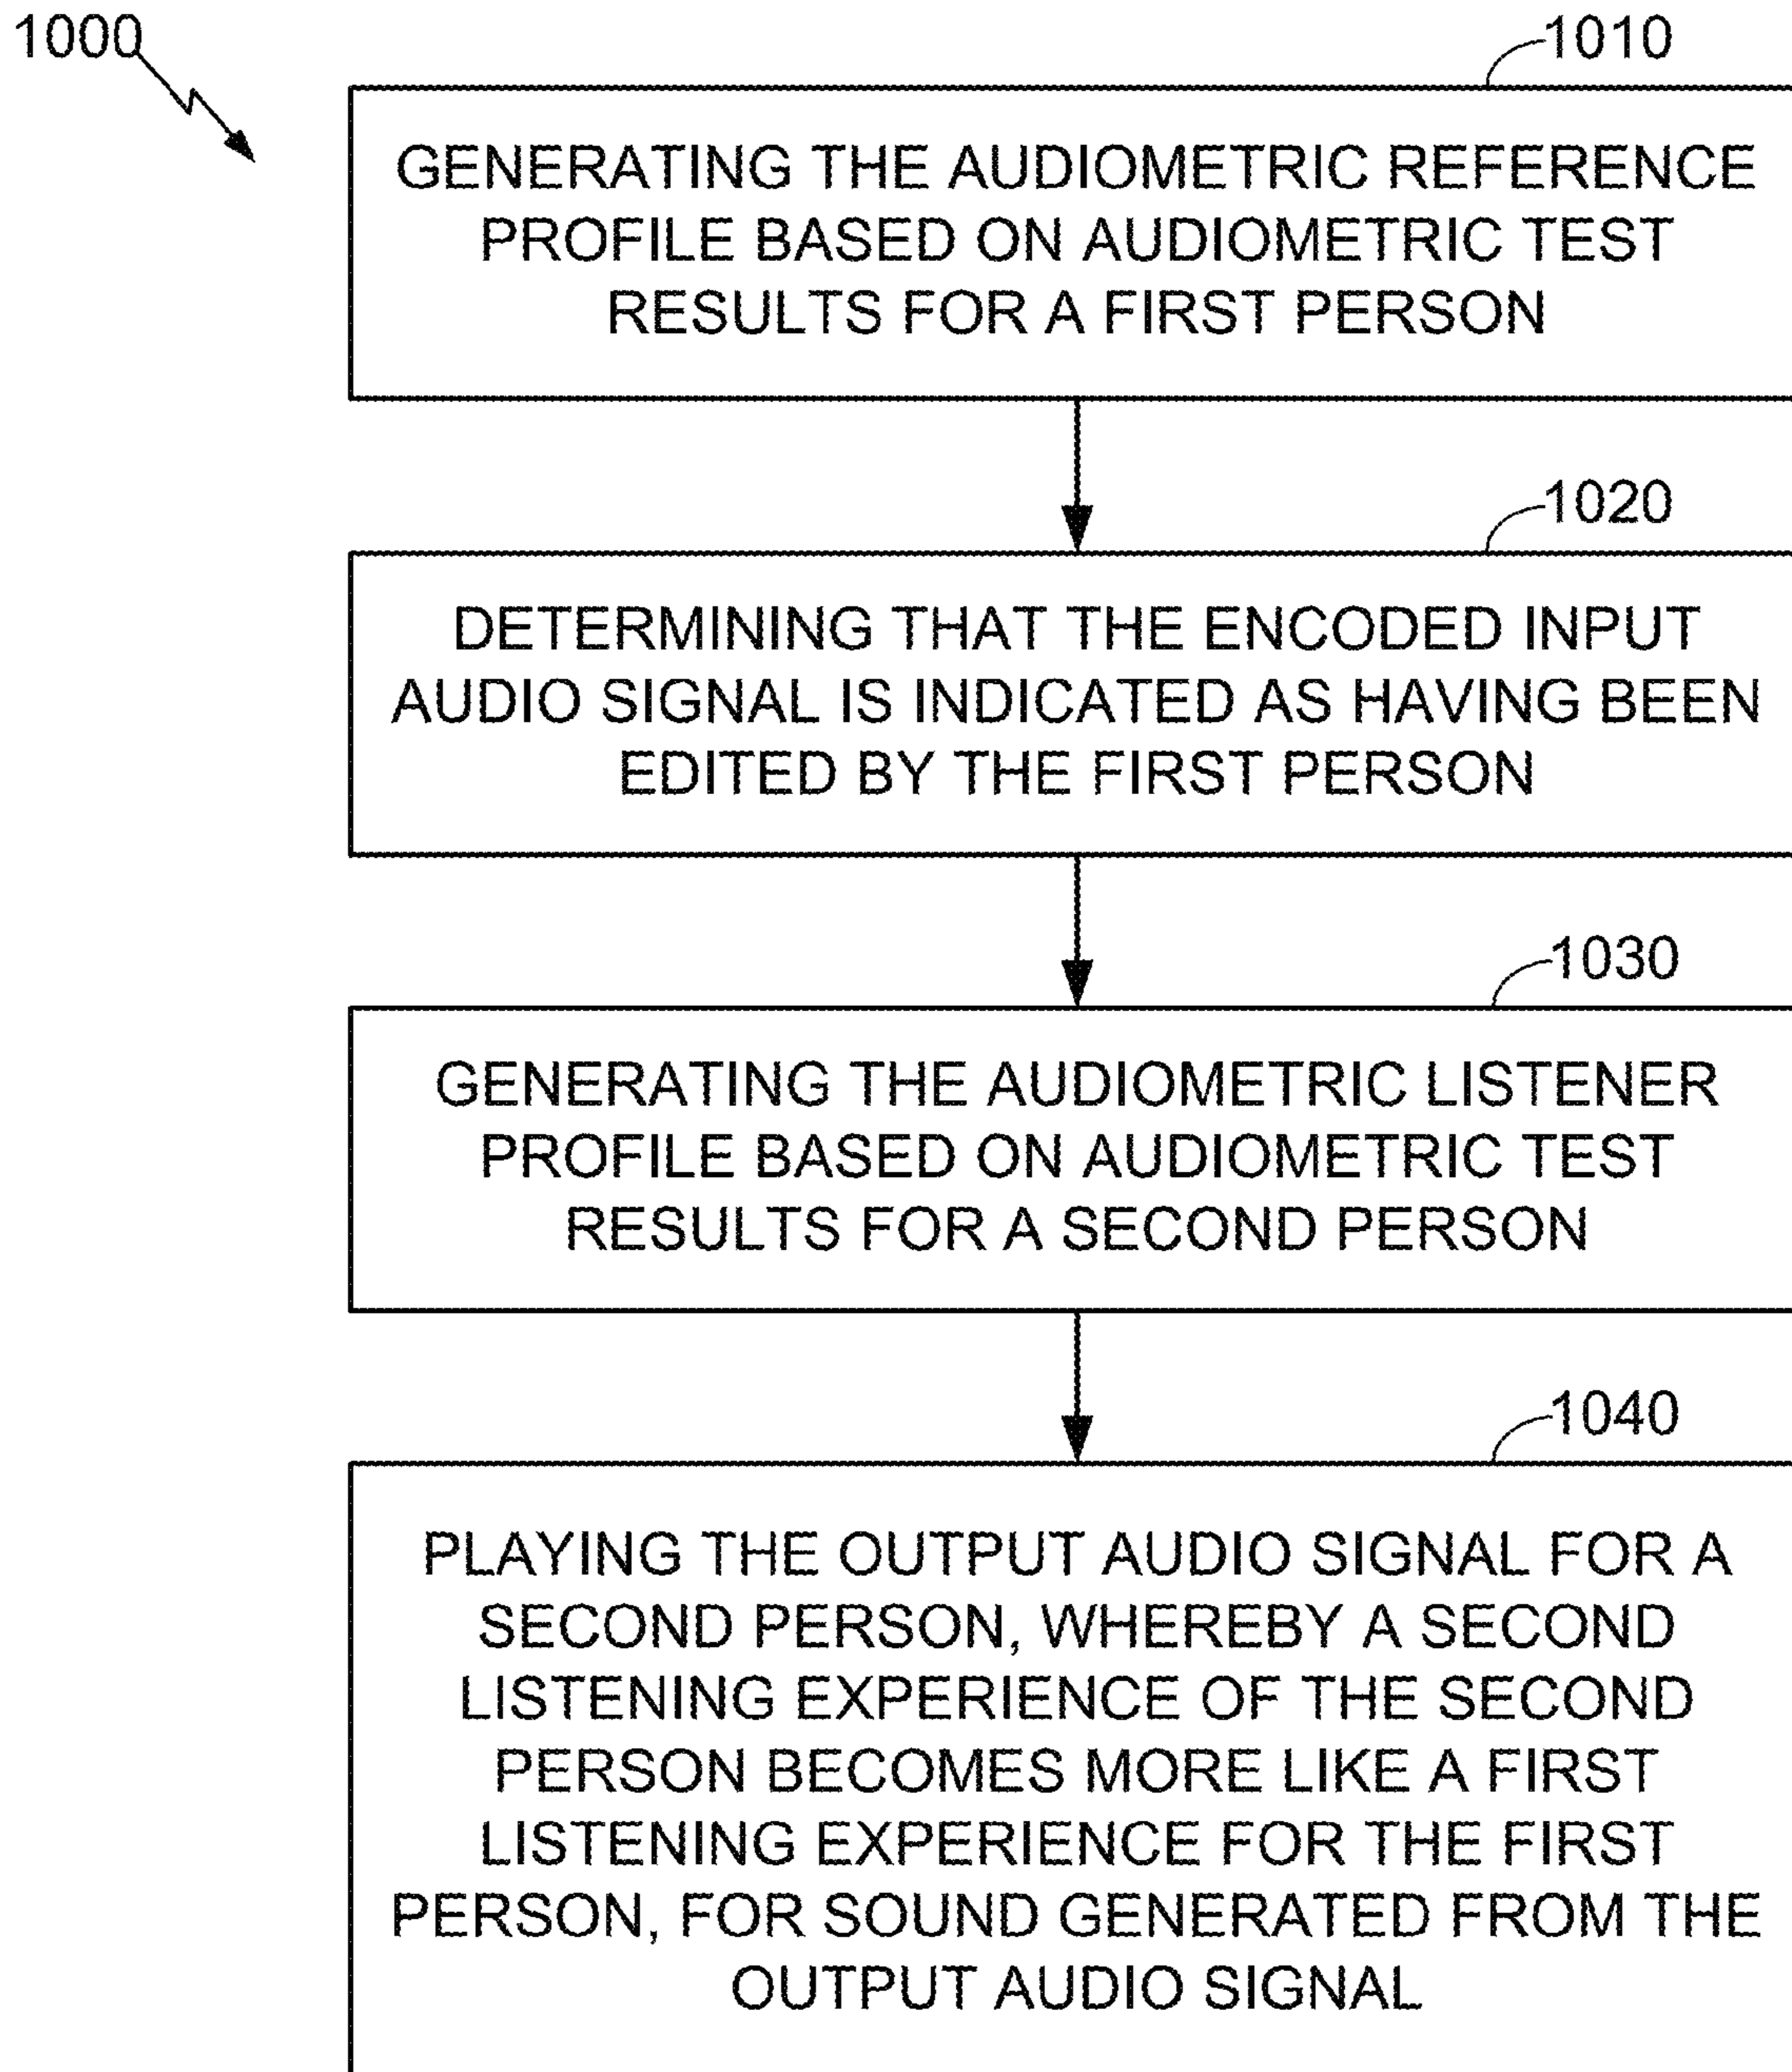 1000
1010
GENERATING THE AUDIOMETRIC REFERENCE
PROFILE BASED ON AUDIOMETRIC TEST
RESULTS FOR A FIRST PERSON
1020
DETERMINING THAT THE ENCODED INPUT
AUDIO SIGNAL IS INDICATED AS HAVING BEEN
EDITED BY THE FIRST PERSON
1030
GENERATING THE AUDIOMETRIC LISTENER
PROFILE BASED ON AUDIOMETRIC TEST
RESULTS FOR A SECOND PERSON
1040
PLAYING THE OUTPUT AUDIO SIGNAL FOR A
SECOND PERSON, WHEREBY A SECOND
LISTENING EXPERIENCE OF THE SECOND
PERSON BECOMES MORE LIKE A FIRST
LISTENING EXPERIENCE FOR THE FIRST
PERSON, FOR SOUND GENERATED FROM THE
OUTPUT AUDIO SIGNAL